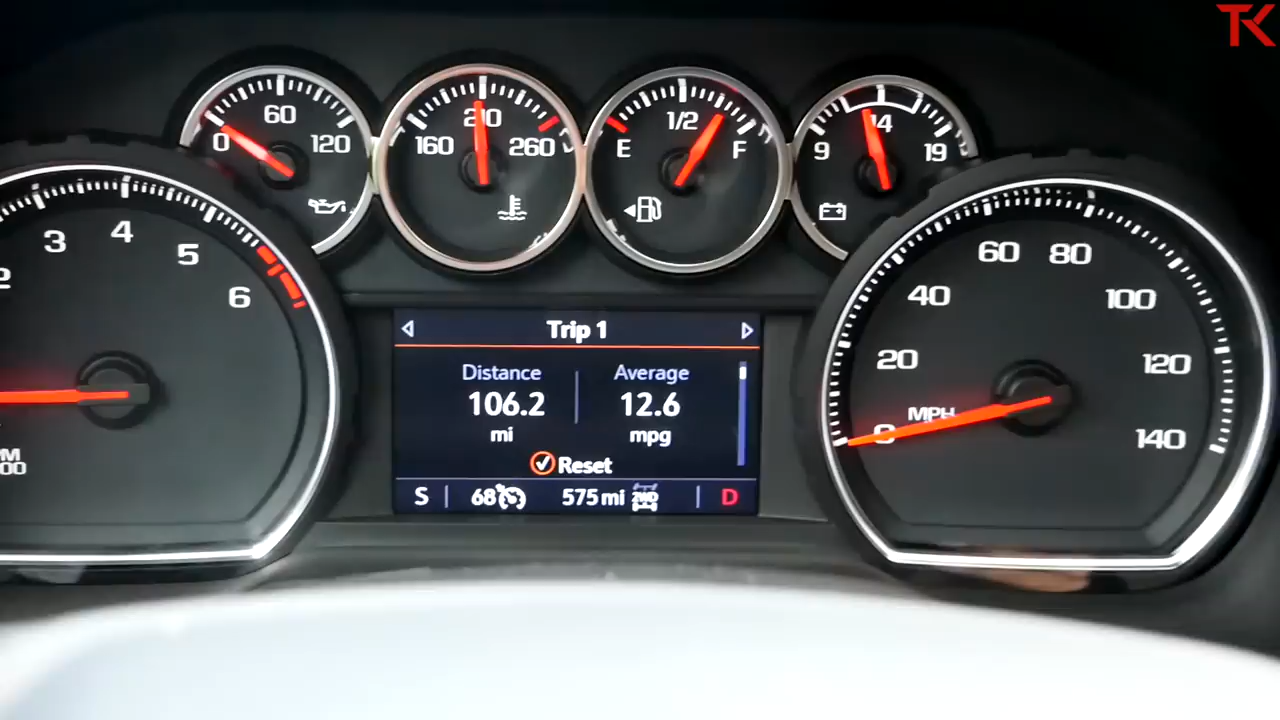 TK
60
0
120
210
160
260
1/2
E
F
14
9
19
2
3
4
5
6
60
80
40
100
20
120
MPH
0
140
Trip 1
Distance
Average
106.2
12.6
mi
mpg
Reset
S
68
575 mi
2WD
D